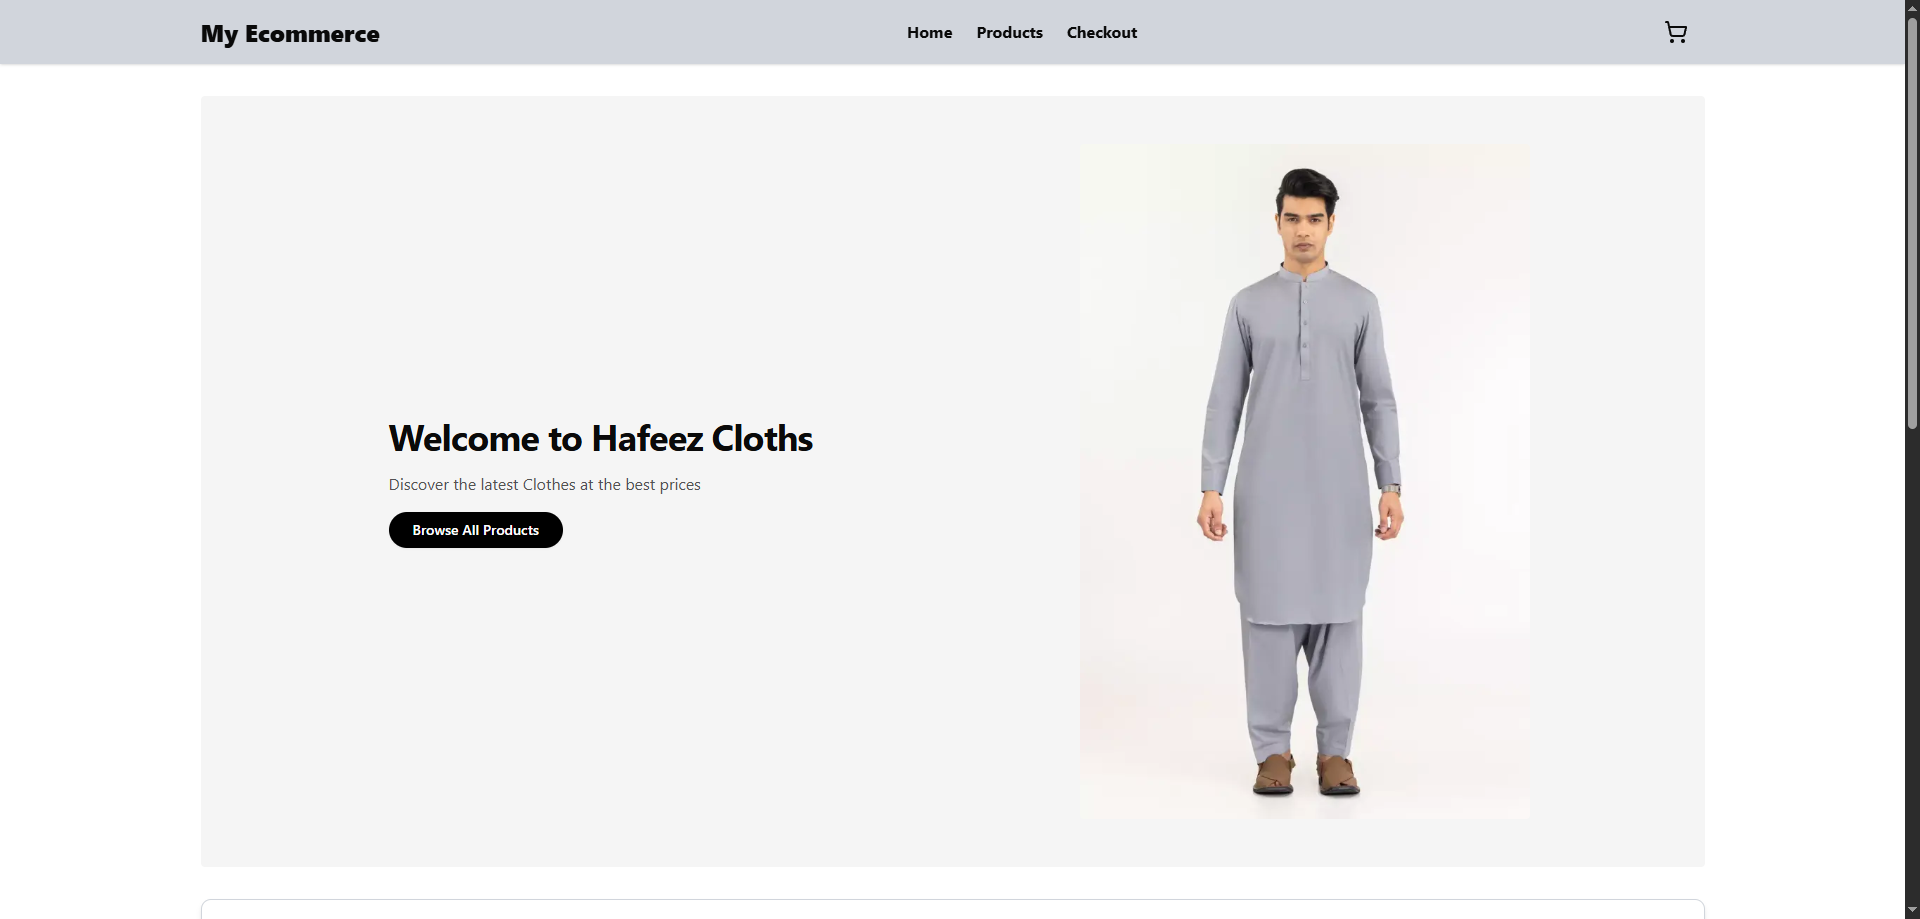 My Ecommerce
Home Products Checkout
Welcome to Hafeez Cloths
Discover the latest Clothes at the best prices
Browse All Products